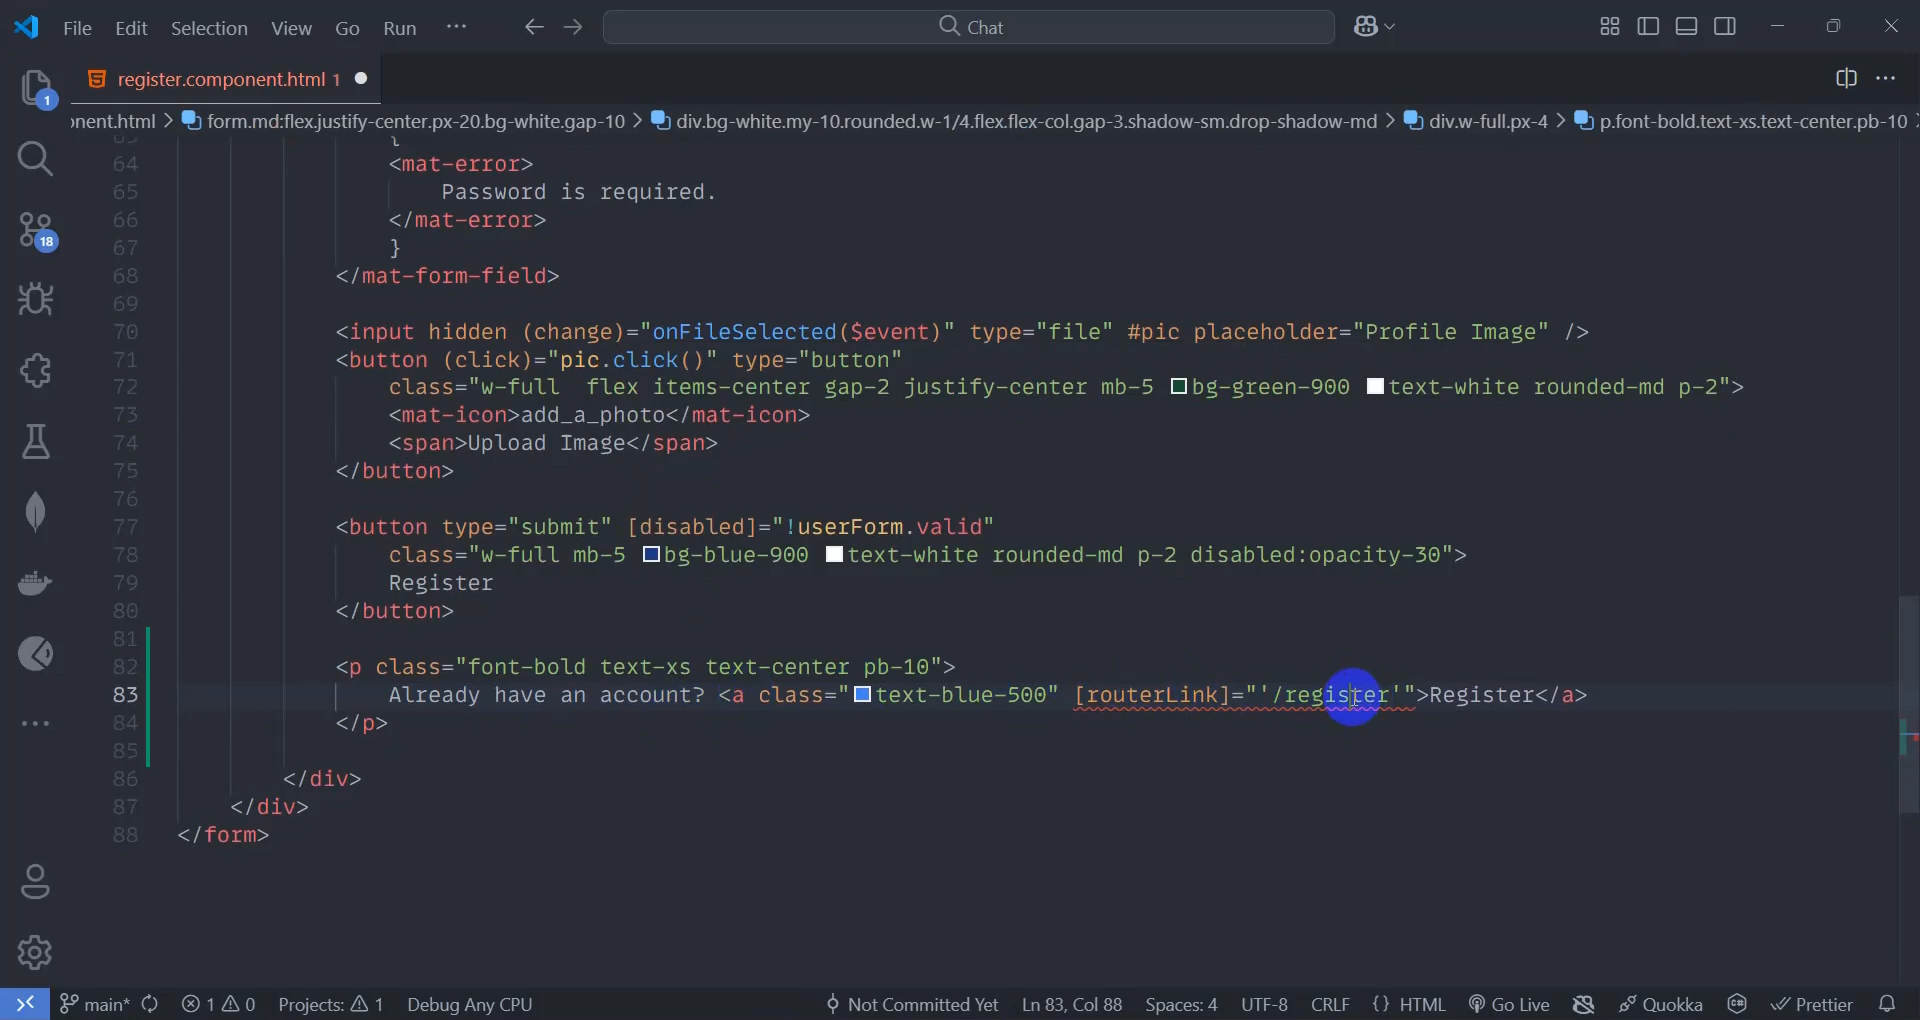 File Edit Selection View Go Run ··· Chat
register.component.html 1
1
nent.html > form.md:flex.justify-center.px-20.bg-white.gap-10 > div.bg-white.my-10.rounded.w-1/4.flex.flex-col.gap-3.shadow-sm.drop-shadow-md > div.w-full.px-4 > p.font-bold.text-xs.text-center.pb-10 >
63 {
64 <mat-error>
65 Password is required.
66 </mat-error>
67 }
68 </mat-form-field>
69
70 <input hidden (change)="onFileSelected($event)" type="file" #pic placeholder="Profile Image" />
71 <button (click)="pic.click()" type="button"
72 class="w-full  flex items-center gap-2 justify-center mb-5 bg-green-900 text-white rounded-md p-2">
73 <mat-icon>add_a_photo</mat-icon>
74 <span>Upload Image</span>
75 </button>
76
77 <button type="submit" [disabled]="!userForm.valid"
78 class="w-full mb-5 bg-blue-900 text-white rounded-md p-2 disabled:opacity-30">
79 Register
80 </button>
81
82 <p class="font-bold text-xs text-center pb-10">
83 Already have an account? <a class="text-blue-500" [routerLink]="'/register'">Register</a>
84 </p>
85
86 </div>
87 </div>
88 </form>
18
main* 1 0 Projects: 1 Debug Any CPU Not Committed Yet Ln 83, Col 88 Spaces: 4 UTF-8 CRLF {} HTML Go Live Quokka Prettier